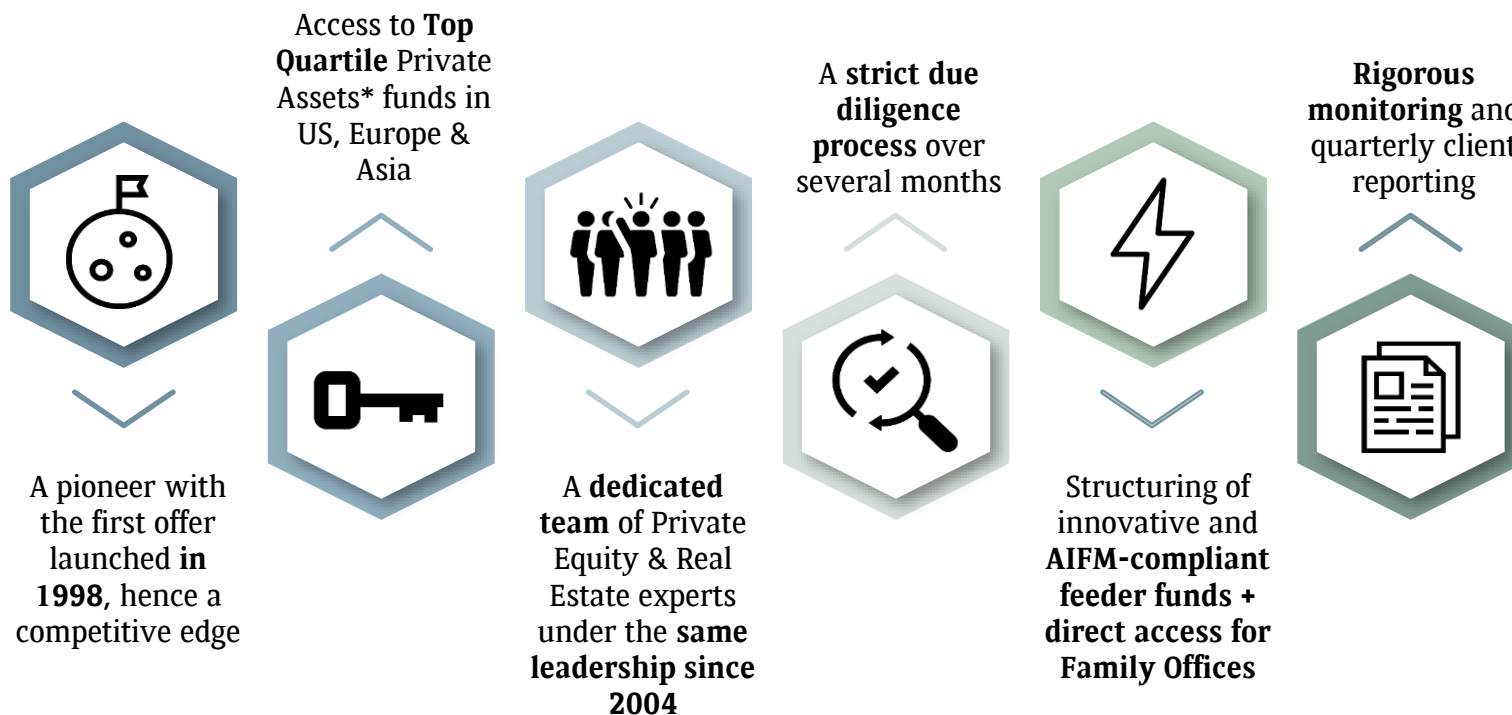 A pioneer with
the first offer
launched in
1998, hence a
competitive edge
Access to Top
Quartile Private
Assets* funds in
US, Europe &
Asia
A dedicated
team of Private
Equity & Real
Estate experts
under the same
leadership since
2004
A strict due
diligence
process over
several months
Structuring of
innovative and
AIFM-compliant
feeder funds +
direct access for
Family Offices
Rigorous
monitoring and
quarterly client
reporting